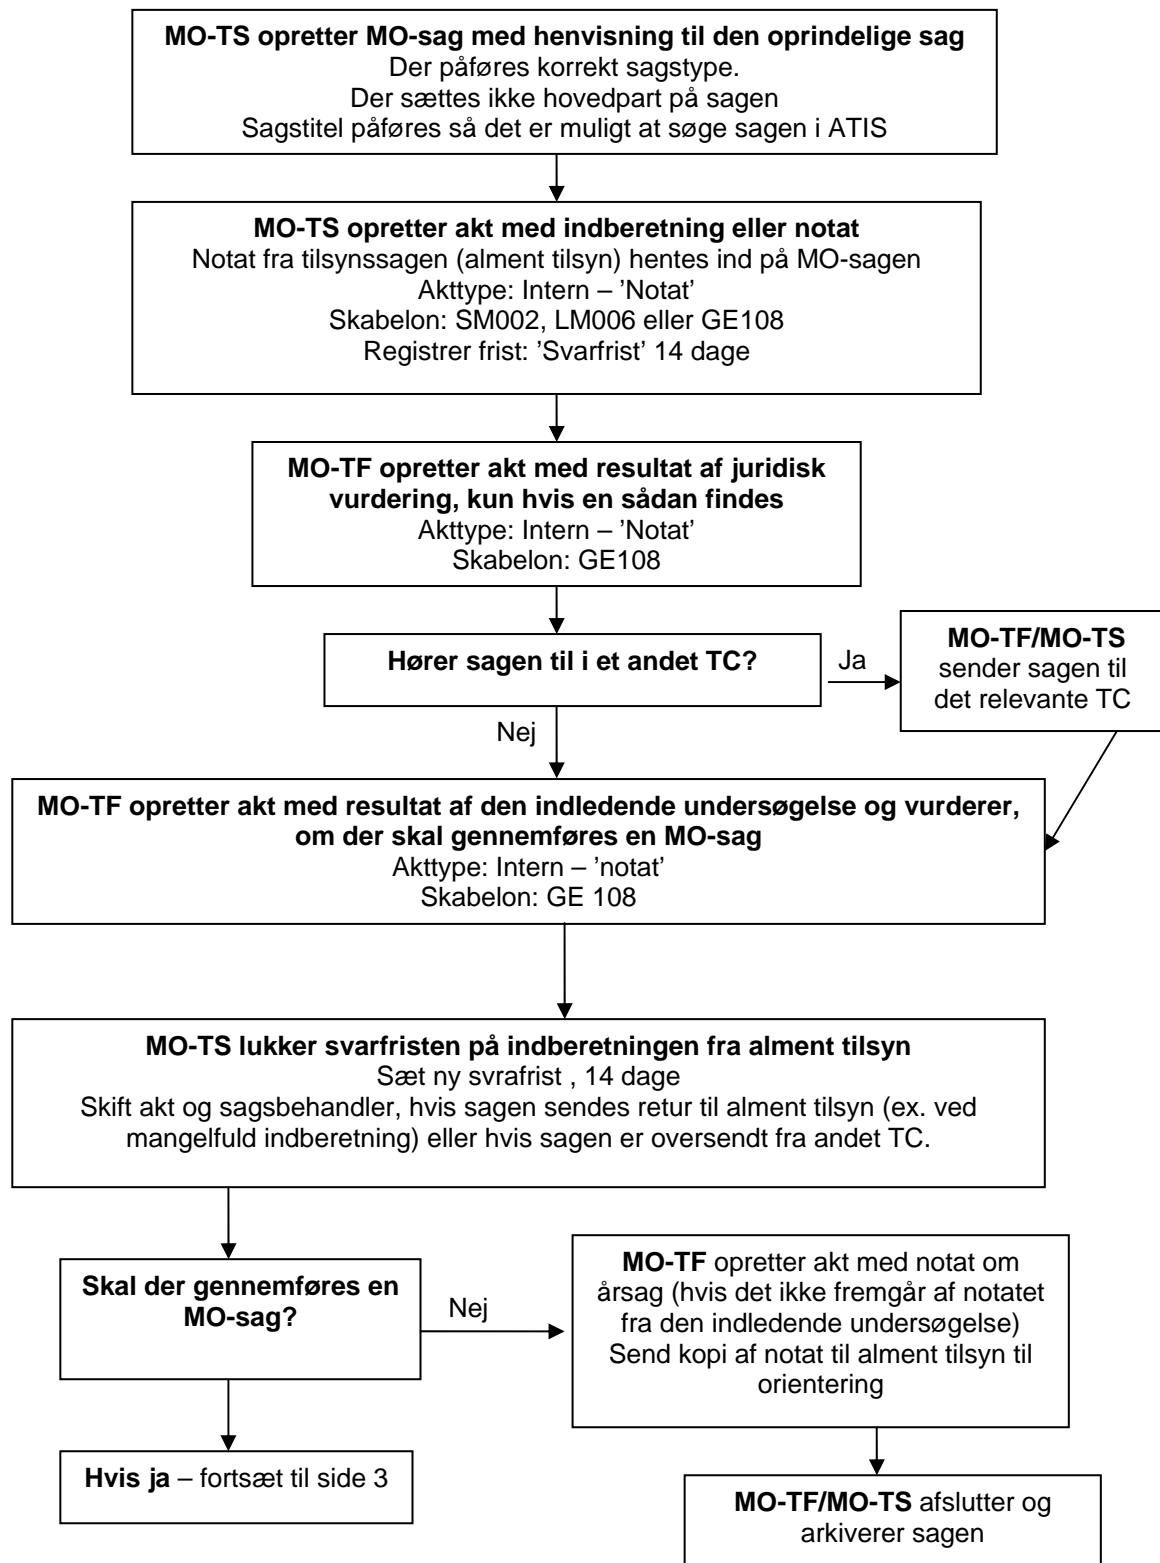 MO-TS opretter MO-sag med henvisning til den oprindelige sag
Der påføres korrekt sagstype.
Der sættes ikke hovedpart på sagen
Sagstitel påføres så det er muligt at søge sagen i ATIS
MO-TS opretter akt med indberetning eller notat
Notat fra tilsynssagen (alment tilsyn) hentes ind på MO-sagen
Akttype: Intern – 'Notat'
Skabelon: SM002, LM006 eller GE108
Registrer frist: 'Svarfrist' 14 dage
MO-TF opretter akt med resultat af juridisk
vurdering, kun hvis en sådan findes
Akttype: Intern – 'Notat'
Skabelon: GE108
Hører sagen til i et andet TC?
Ja
MO-TF/MO-TS
sender sagen til
det relevante TC
Nej
MO-TF opretter akt med resultat af den indledende undersøgelse og vurderer,
om der skal gennemføres en MO-sag
Akttype: Intern – 'notat'
Skabelon: GE 108
MO-TS lukker svarfristen på indberetningen fra alment tilsyn
Sæt ny svrafrist , 14 dage
Skift akt og sagsbehandler, hvis sagen sendes retur til alment tilsyn (ex. ved
mangelfuld indberetning) eller hvis sagen er oversendt fra andet TC.
Skal der gennemføres en
MO-sag?
Nej
MO-TF opretter akt med notat om
årsag (hvis det ikke fremgår af notatet
fra den indledende undersøgelse)
Send kopi af notat til alment tilsyn til
orientering
Hvis ja – fortsæt til side 3
MO-TF/MO-TS afslutter og
arkiverer sagen